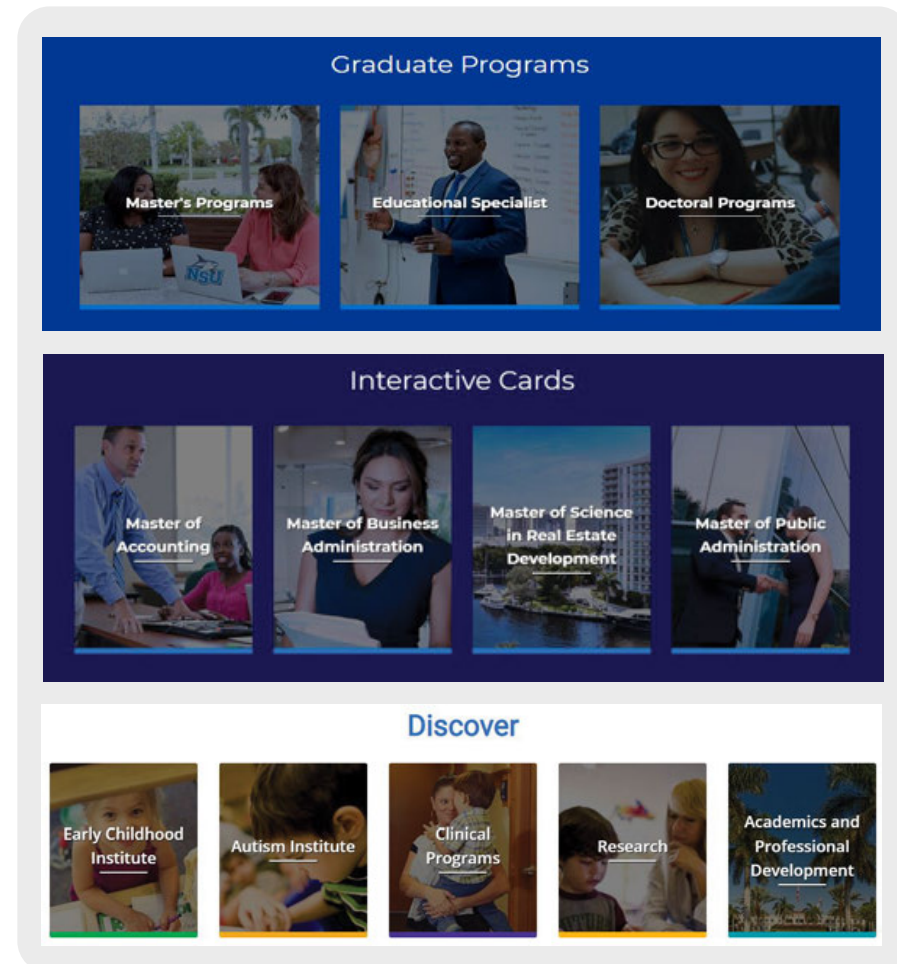 Graduate Programs
Master's Programs
Educational Specialist
Doctoral Programs
NSU
Interactive Cards
Master of
Accounting
Master of Business
Administration
Master of Science
in Real Estate
Development
Master of Public
Administration
Discover
Early Childhood
Institute
Autism Institute
Clinical
Programs
Research
Academics and
Professional
Development